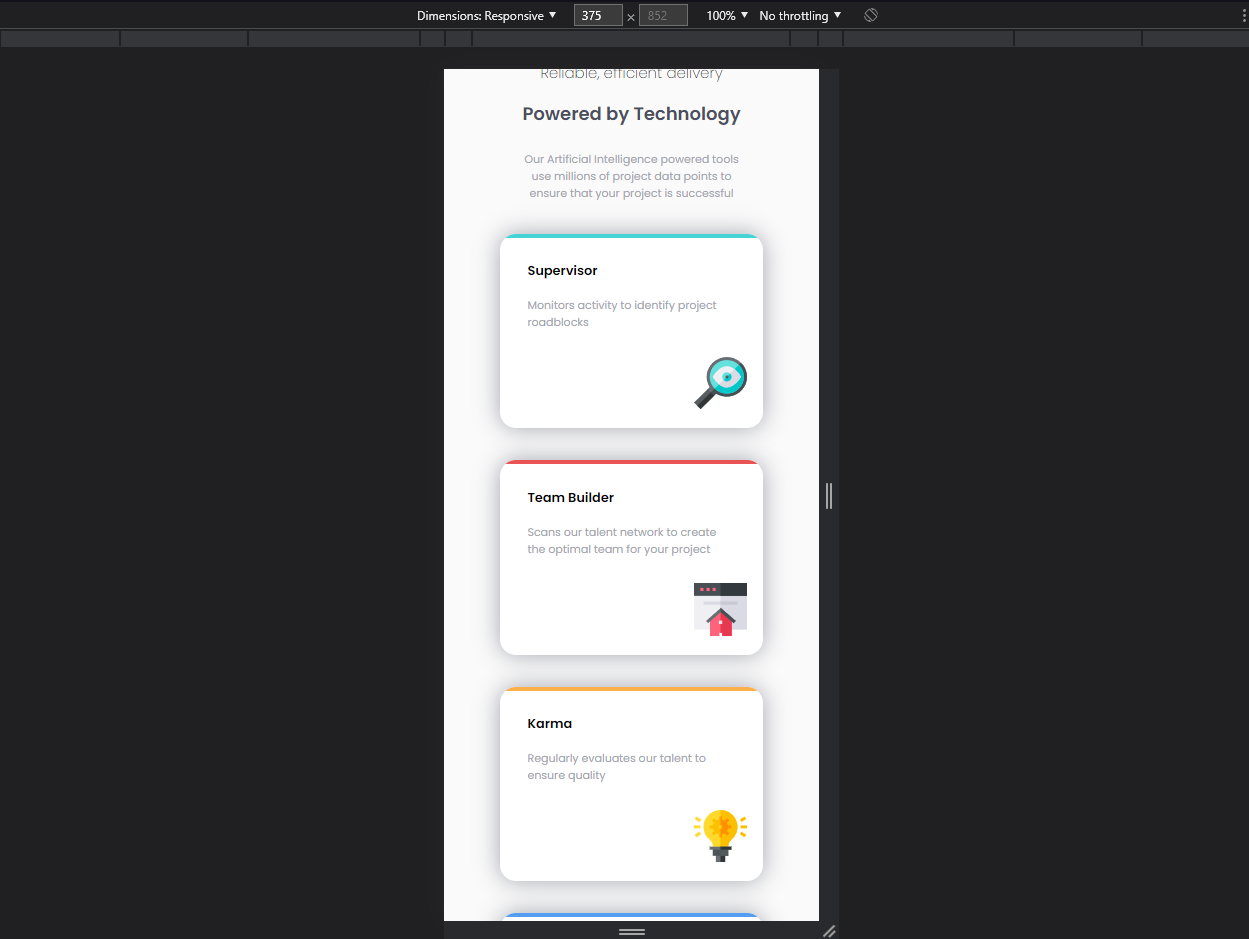 Dimensions: Responsive 375 × 852 100% No throttling
Reliable, efficient delivery
Powered by Technology
Our Artificial Intelligence powered tools
use millions of project data points to
ensure that your project is successful
Supervisor
Monitors activity to identify project
roadblocks
Team Builder
Scans our talent network to create
the optimal team for your project
Karma
Regularly evaluates our talent to
ensure quality